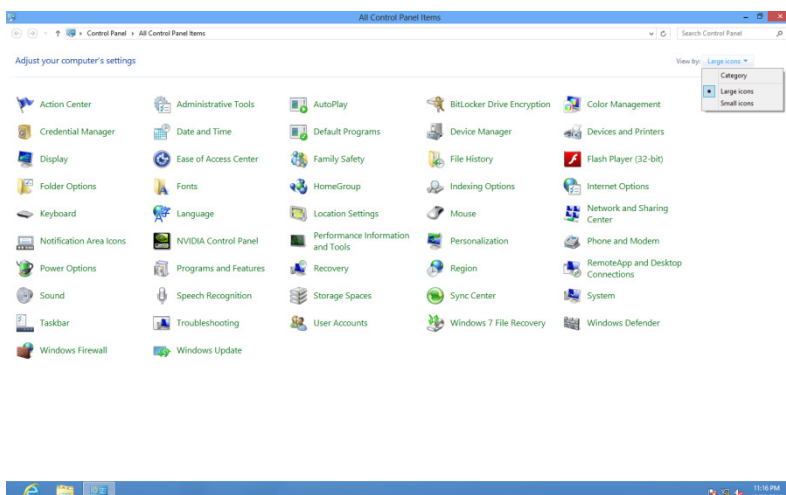 All Control Panel Items
Control Panel
All Control Panel Items
Search Control Panel
Adjust your computer's settings
View by: Large icons
Category
Large icons
Small icons
Action Center
Administrative Tools
AutoPlay
BitLocker Drive Encryption
Color Management
Credential Manager
Date and Time
Default Programs
Device Manager
Devices and Printers
Display
Ease of Access Center
Family Safety
File History
Flash Player (32-bit)
Folder Options
Fonts
HomeGroup
Indexing Options
Internet Options
Keyboard
Language
Location Settings
Mouse
Network and Sharing
Center
Notification Area Icons
NVIDIA Control Panel
Performance Information
and Tools
Personalization
Phone and Modem
Power Options
Programs and Features
Recovery
Region
RemoteApp and Desktop
Connections
Sound
Speech Recognition
Storage Spaces
Sync Center
System
Taskbar
Troubleshooting
User Accounts
Windows 7 File Recovery
Windows Defender
Windows Firewall
Windows Update
11:16 PM